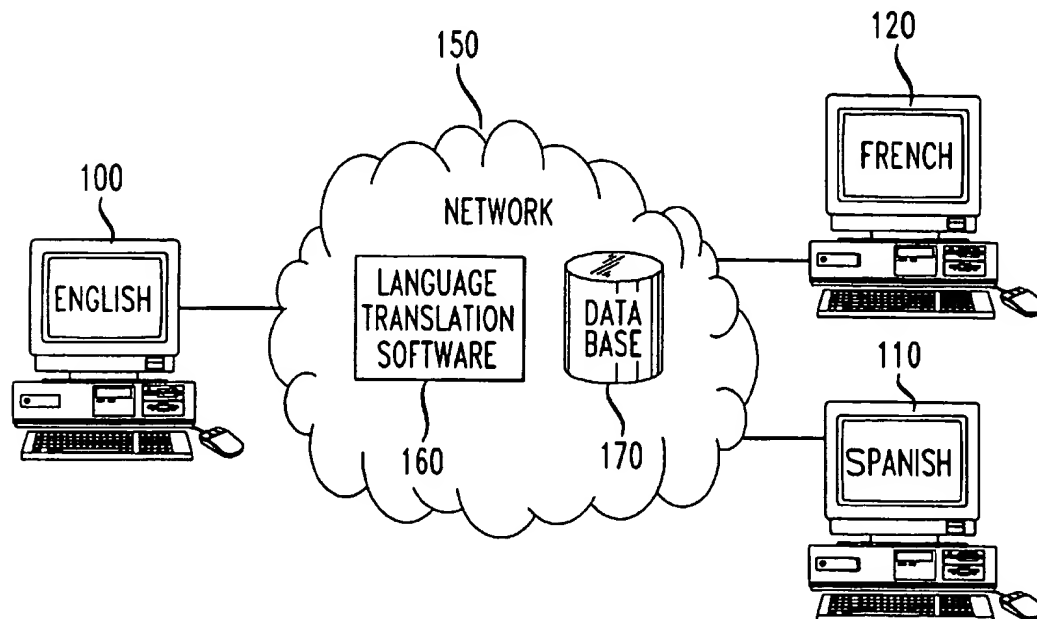 150
120
100
FRENCH
NETWORK
ENGLISH
LANGUAGE
TRANSLATION
SOFTWARE
DATA
BASE
110
160
170
SPANISH